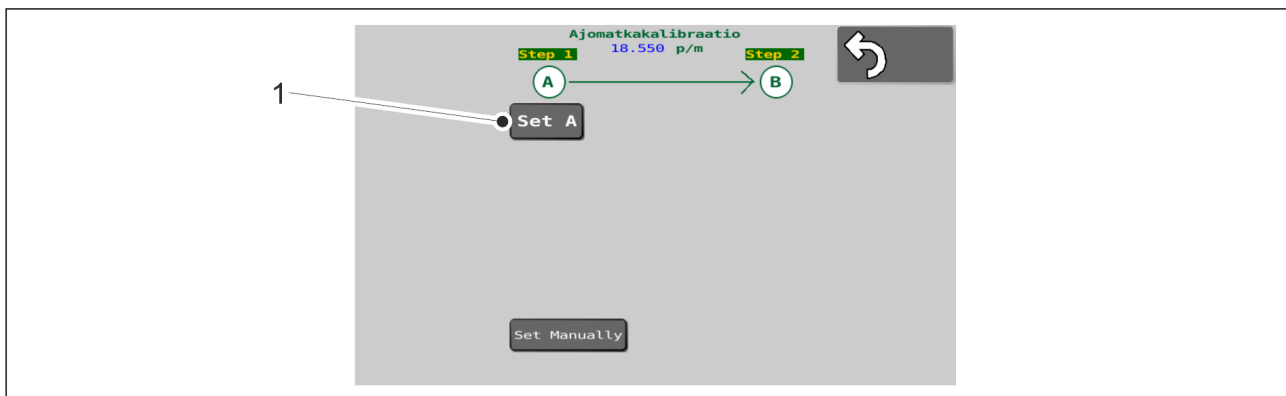 Ajomatkakalibraatio
Step 1 18.550 p/m Step 2
A B
1
Set A
Set Manually